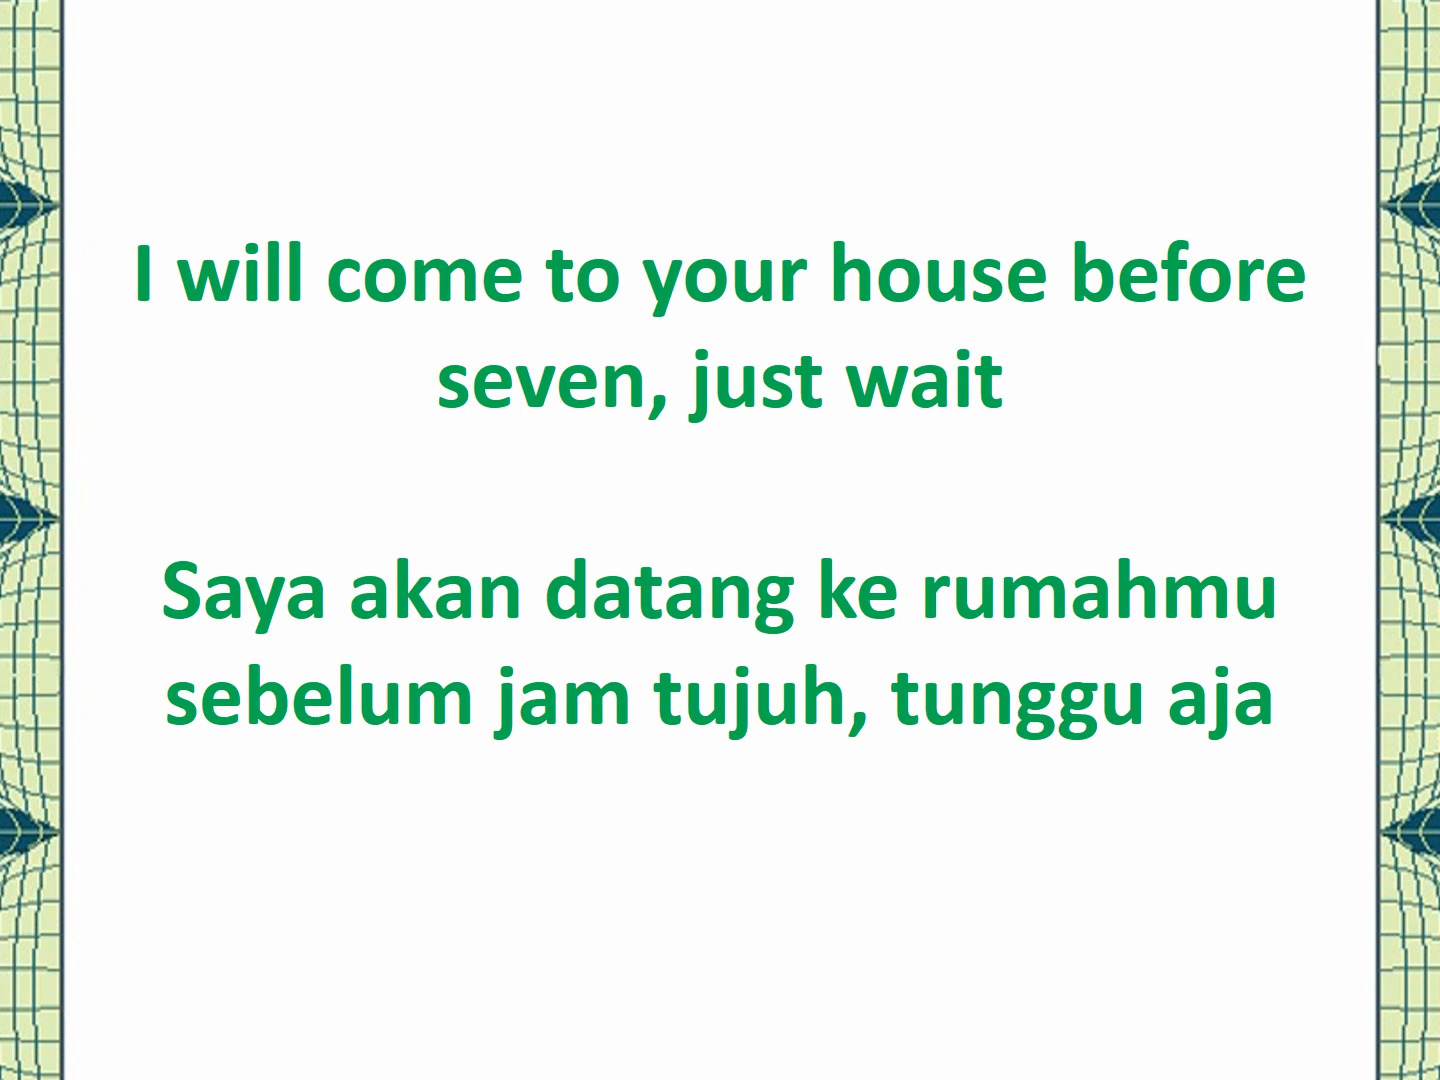 I will come to your house before
seven, just wait
Saya akan datang ke rumahmu
sebelum jam tujuh, tunggu aja